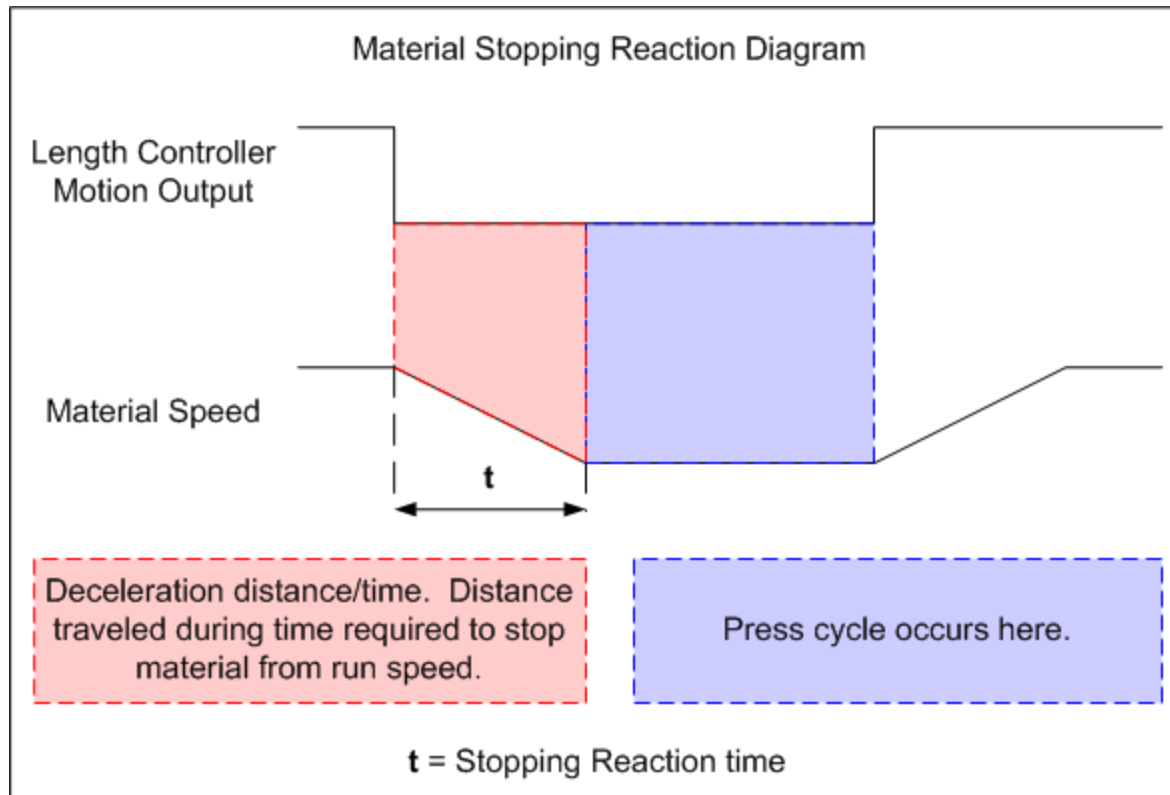 Material Stopping Reaction Diagram
Length Controller
Motion Output
Material Speed
t
Deceleration distance/time.  Distance
traveled during time required to stop
material from run speed.
Press cycle occurs here.
t = Stopping Reaction time